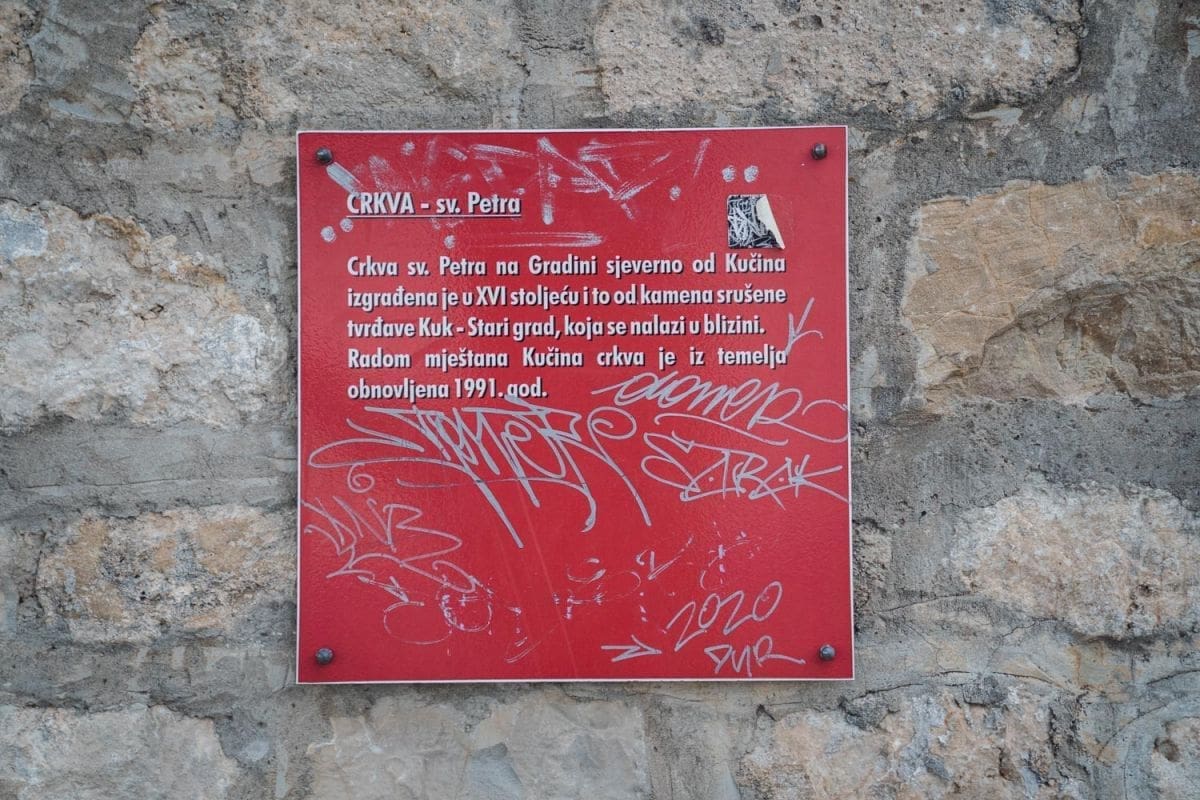 CRKVA - sv. Petra
Crkva sv. Petra na Gradini sjeverno od Kučina
izgrađena je u XVI stoljeću i to od kamena srušene
tvrđave Kuk - Stari grad, koja se nalazi u blizini.
Radom mještana Kučina crkva je iz temelja
obnovljena 1991. god.
2020